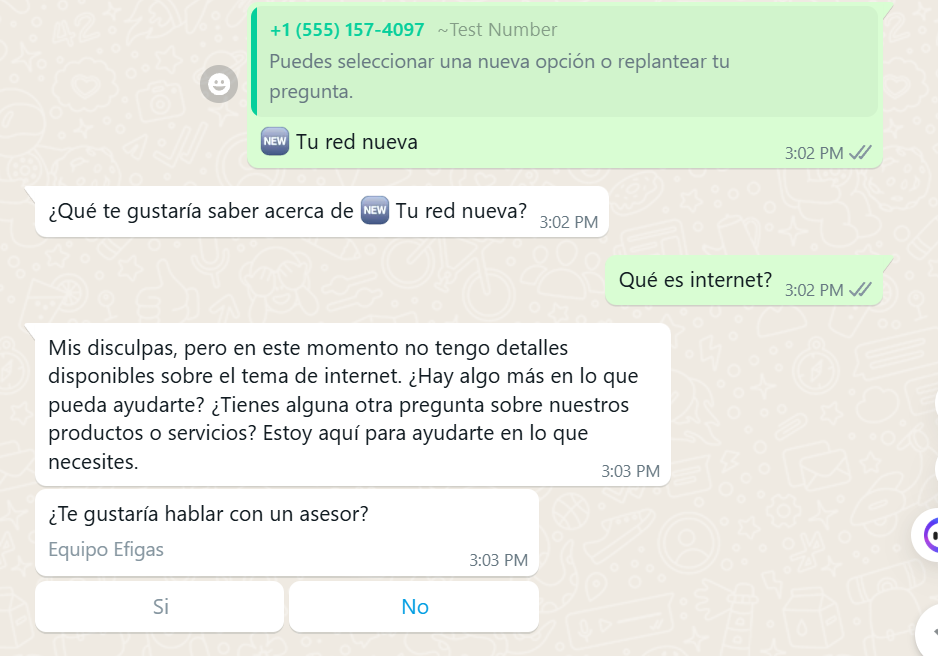 +1 (555) 157-4097 ~Test Number
Puedes seleccionar una nueva opción o replantear tu
pregunta.
NEW Tu red nueva
3:02 PM
¿Qué te gustaría saber acerca de NEW Tu red nueva?
3:02 PM
Qué es internet?
3:02 PM
Mis disculpas, pero en este momento no tengo detalles
disponibles sobre el tema de internet. ¿Hay algo más en lo que
pueda ayudarte? ¿Tienes alguna otra pregunta sobre nuestros
productos o servicios? Estoy aquí para ayudarte en lo que
necesites.
3:03 PM
¿Te gustaría hablar con un asesor?
Equipo Efigas
3:03 PM
Si
No